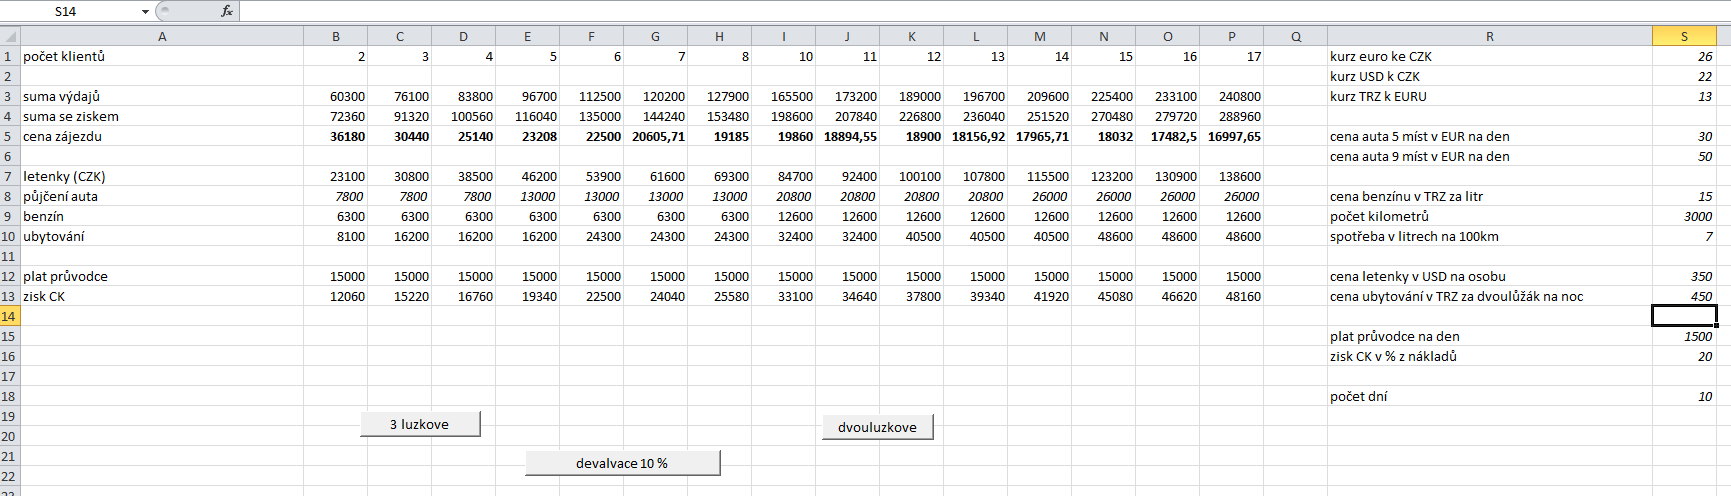 S14 fx
A B C D E F G H I J K L M N O P Q R S
1 počet klientů 2 3 4 5 6 7 8 10 11 12 13 14 15 16 17 kurz euro ke CZK 26
2 kurz USD k CZK 22
3 suma výdajů 60300 76100 83800 96700 112500 120200 127900 165500 173200 189000 196700 209600 225400 233100 240800 kurz TRZ k EURU 13
4 suma se ziskem 72360 91320 100560 116040 135000 144240 153480 198600 207840 226800 236040 251520 270480 279720 288960
5 cena zájezdu 36180 30440 25140 23208 22500 20605,71 19185 19860 18894,55 18900 18156,92 17965,71 18032 17482,5 16997,65 cena auta 5 míst v EUR na den 30
6 cena auta 9 míst v EUR na den 50
7 letenky (CZK) 23100 30800 38500 46200 53900 61600 69300 84700 92400 100100 107800 115500 123200 130900 138600
8 půjčení auta 7800 7800 7800 13000 13000 13000 13000 20800 20800 20800 20800 26000 26000 26000 26000 cena benzínu v TRZ za litr 15
9 benzín 6300 6300 6300 6300 6300 6300 6300 12600 12600 12600 12600 12600 12600 12600 12600 počet kilometrů 3000
10 ubytování 8100 16200 16200 16200 24300 24300 24300 32400 32400 40500 40500 40500 48600 48600 48600 spotřeba v litrech na 100km 7
11
12 plat průvodce 15000 15000 15000 15000 15000 15000 15000 15000 15000 15000 15000 15000 15000 15000 15000 cena letenky v USD na osobu 350
13 zisk CK 12060 15220 16760 19340 22500 24040 25580 33100 34640 37800 39340 41920 45080 46620 48160 cena ubytování v TRZ za dvoulůžák na noc 450
14
15 plat průvodce na den 1500
16 zisk CK v % z nákladů 20
17
18 počet dní 10
19
3 luzkove dvouluzkove
20
21
devalvace 10 %
22
23